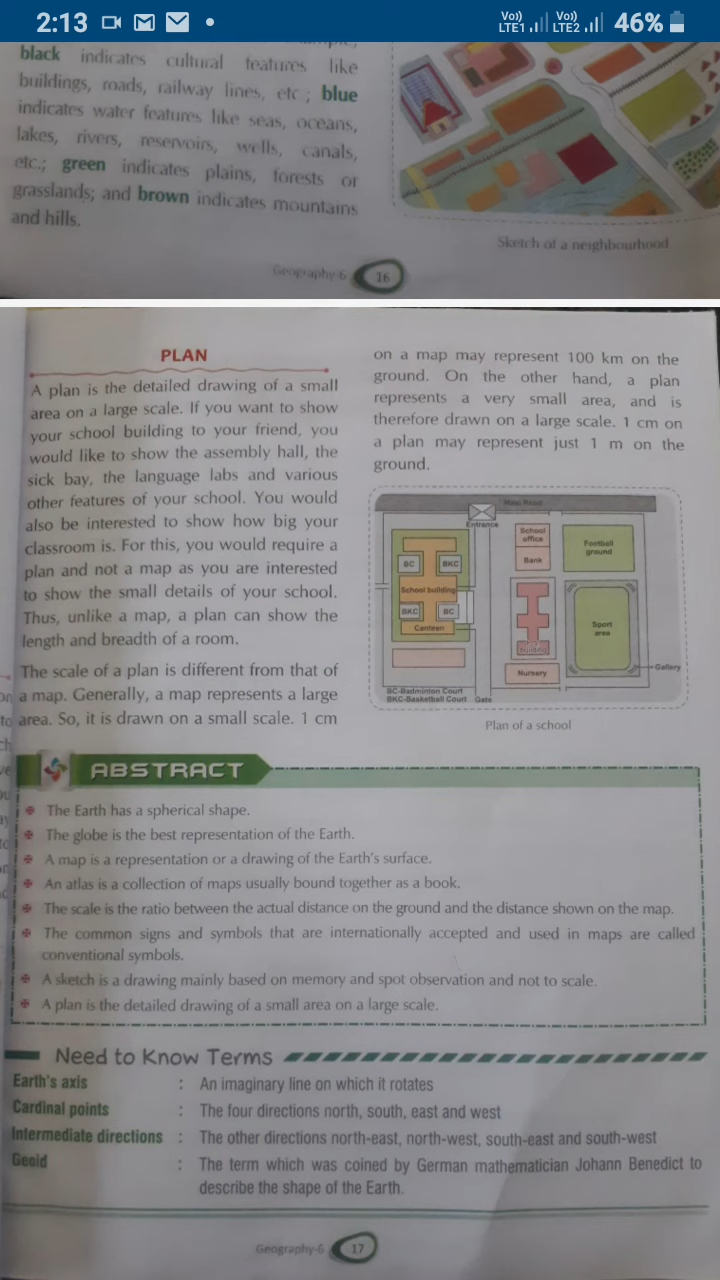 2:13
Vo)) LTE1 Vo)) LTE2 46%
black indicates cultural features like
buildings, roads, railway lines, etc.; blue
indicates water features like seas, oceans,
lakes, rivers, reservoirs, wells, canals,
etc.; green indicates plains, forests or
grasslands; and brown indicates mountains
and hills.
Sketch of a neighbourhood
Geography-6 16
PLAN
A plan is the detailed drawing of a small
area on a large scale. If you want to show
your school building to your friend, you
would like to show the assembly hall, the
sick bay, the language labs and various
other features of your school. You would
also be interested to show how big your
classroom is. For this, you would require a
plan and not a map as you are interested
to show the small details of your school.
Thus, unlike a map, a plan can show the
length and breadth of a room.
The scale of a plan is different from that of
a map. Generally, a map represents a large
area. So, it is drawn on a small scale. 1 cm
on a map may represent 100 km on the
ground. On the other hand, a plan
represents a very small area, and is
therefore drawn on a large scale. 1 cm on
a plan may represent just 1 m on the
ground.
Main Road
Entrance
School
office
Bank
Football
ground
BC
BKC
School building
BKC
BC
Canteen
building
Sport
area
Nursery
Gallery
BC-Badminton Court
BKC-Basketball Court
Gate
Plan of a school
ABSTRACT
The Earth has a spherical shape.
The globe is the best representation of the Earth.
A map is a representation or a drawing of the Earth's surface.
An atlas is a collection of maps usually bound together as a book.
The scale is the ratio between the actual distance on the ground and the distance shown on the map.
The common signs and symbols that are internationally accepted and used in maps are called
conventional symbols.
A sketch is a drawing mainly based on memory and spot observation and not to scale.
A plan is the detailed drawing of a small area on a large scale.
Need to Know Terms
Earth's axis : An imaginary line on which it rotates
Cardinal points : The four directions north, south, east and west
Intermediate directions : The other directions north-east, north-west, south-east and south-west
Geoid : The term which was coined by German mathematician Johann Benedict to
describe the shape of the Earth.
Geography-6 17